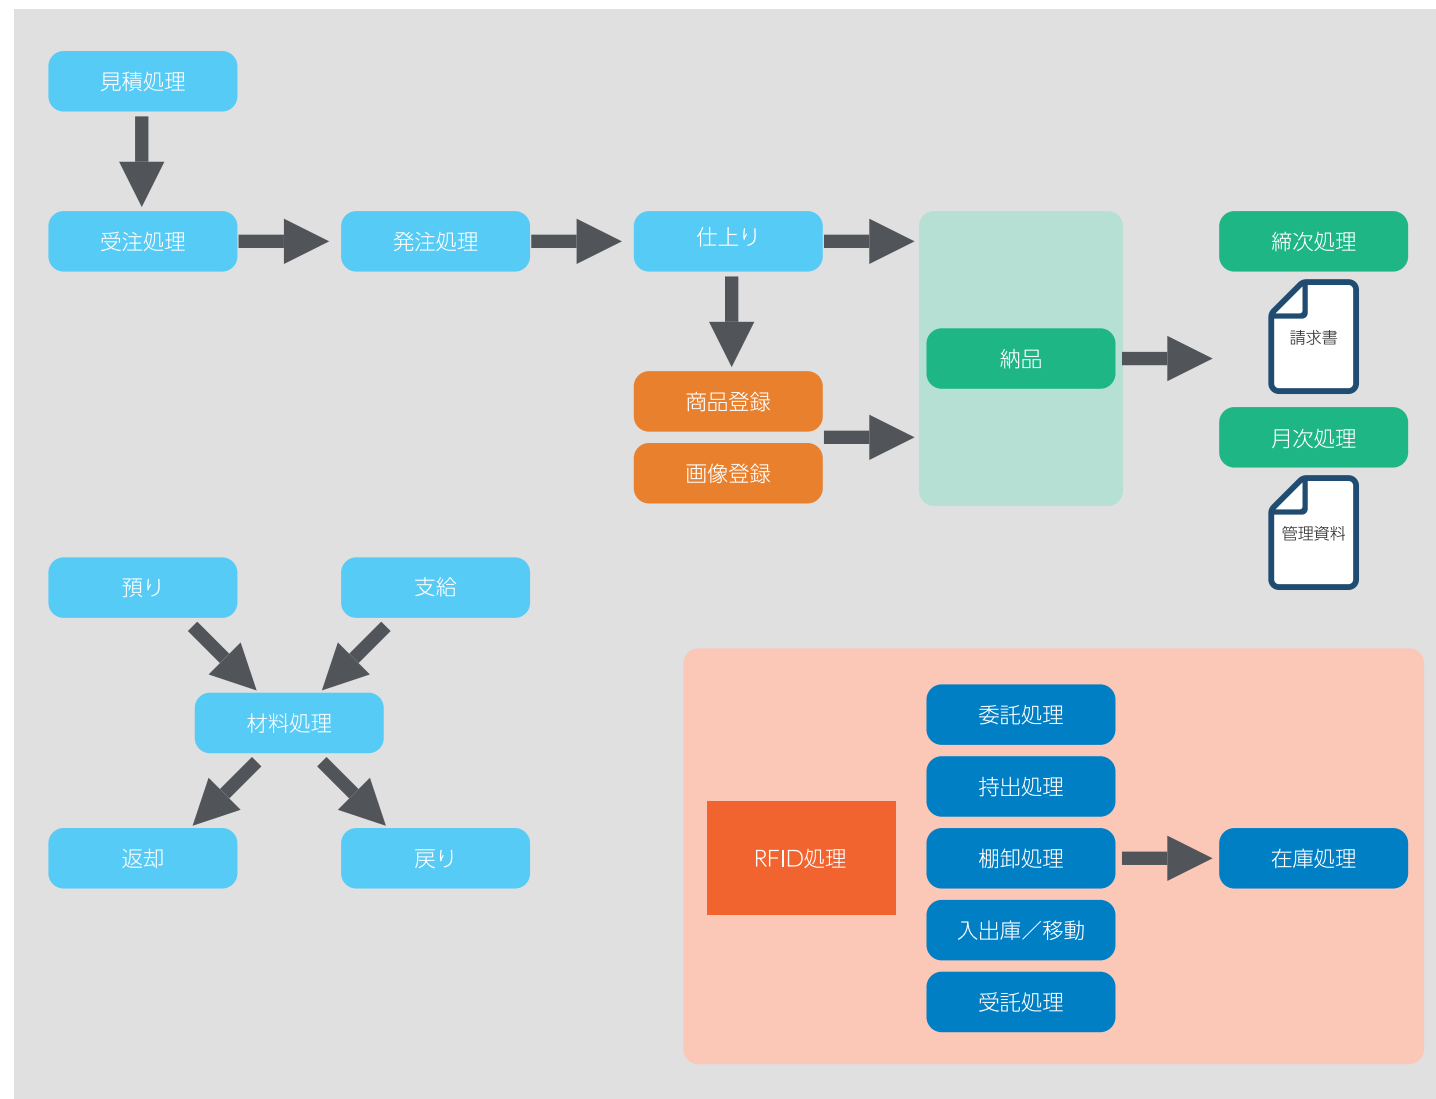 見積処理
受注処理
発注処理
仕上り
商品登録
画像登録
納品
締次処理
請求書
月次処理
管理資料
預り
支給
材料処理
返却
戻り
RFID処理
委託処理
持出処理
棚卸処理
入出庫／移動
受託処理
在庫処理